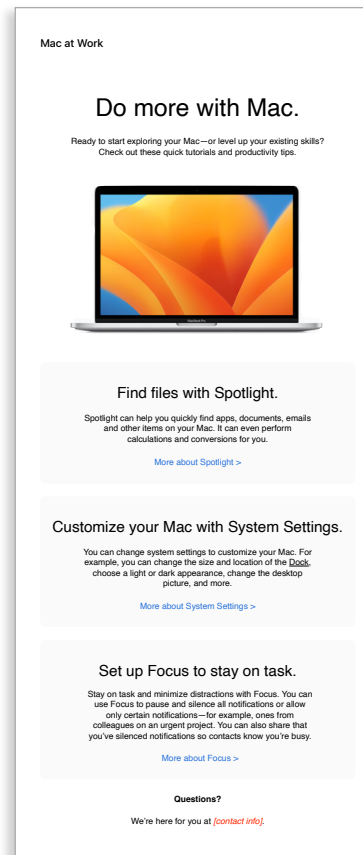 Mac at Work
Do more with Mac.
Ready to start exploring your Mac—or level up your existing skills?
Check out these quick tutorials and productivity tips.
MacBook Pro
Find files with Spotlight.
Spotlight can help you quickly find apps, documents, emails
and other items on your Mac. It can even perform
calculations and conversions for you.
More about Spotlight >
Customize your Mac with System Settings.
You can change system settings to customize your Mac. For
example, you can change the size and location of the Dock,
choose a light or dark appearance, change the desktop
picture, and more.
More about System Settings >
Set up Focus to stay on task.
Stay on task and minimize distractions with Focus. You can
use Focus to pause and silence all notifications or allow
only certain notifications—for example, ones from
colleagues on an urgent project. You can also share that
you’ve silenced notifications so contacts know you’re busy.
More about Focus >
Questions?
We’re here for you at [contact info].